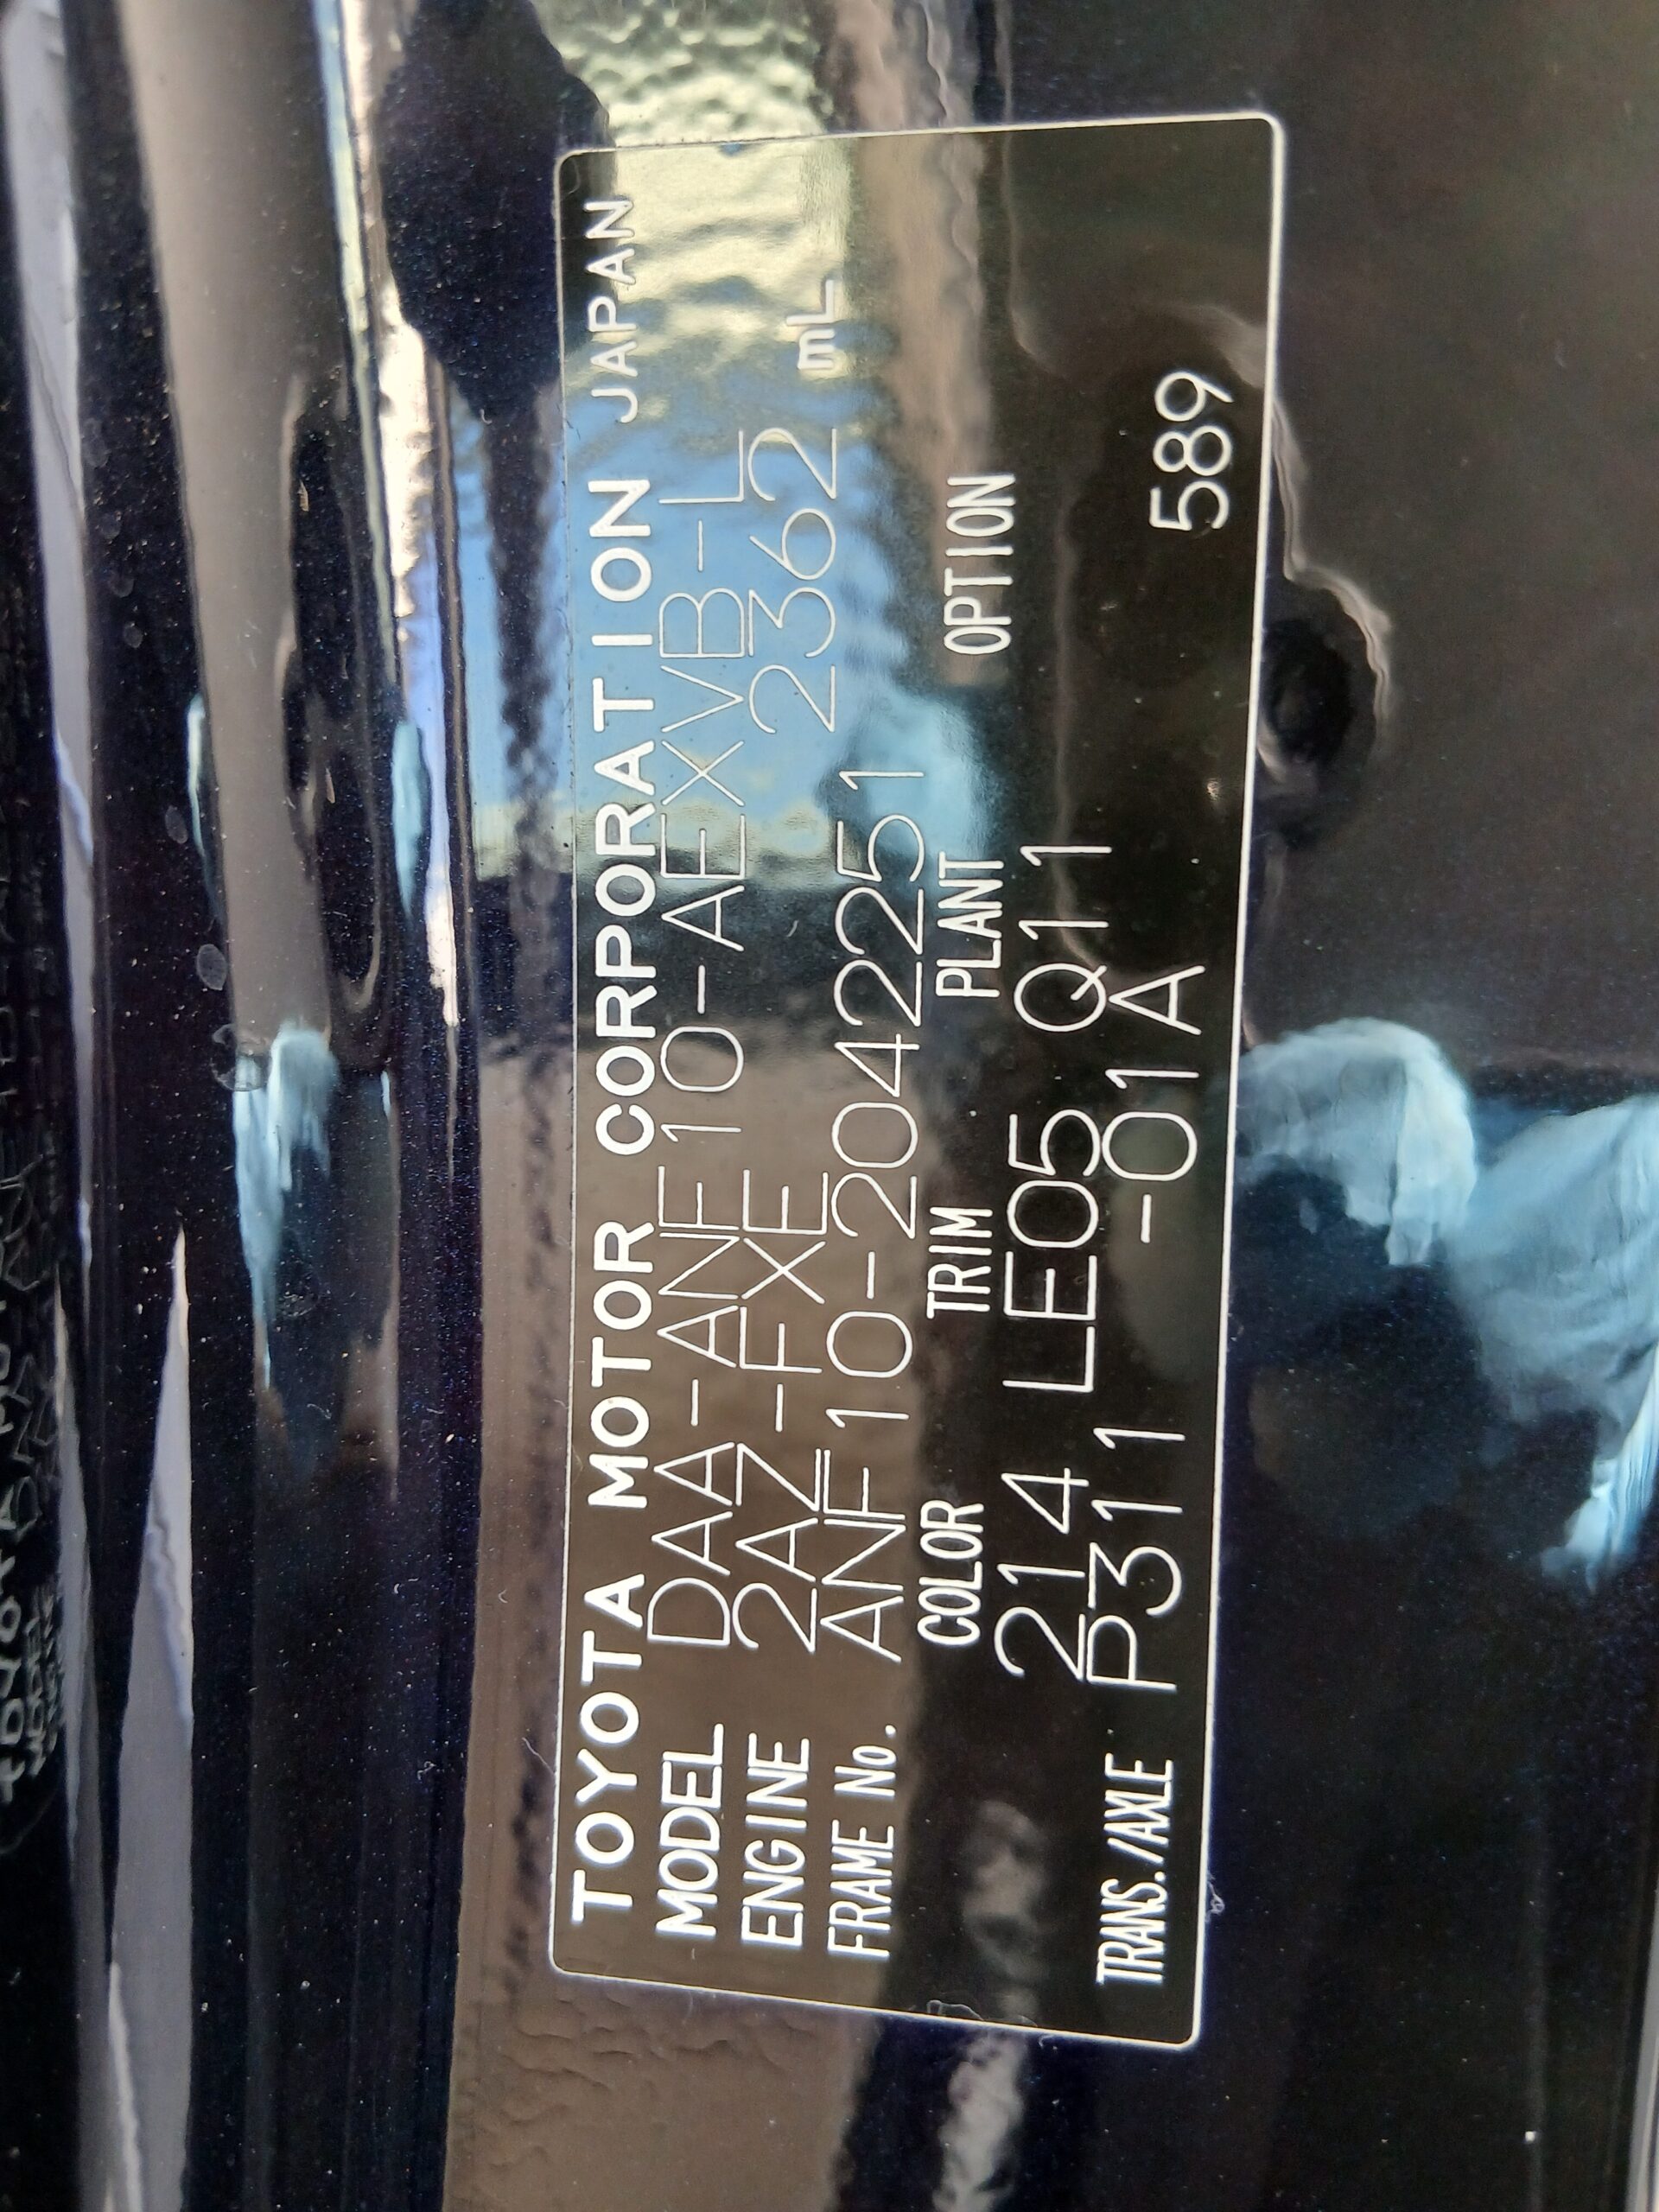 TOYOTA MOTOR CORPORATION JAPAN
MODEL DAA-ANF10-AEXVB-L
ENGINE 2AZ-FXE 2362 mL
FRAME No. ANF10-2042251
COLOR TRIM PLANT OPTION
214 LE05 Q11
TRANS./AXLE P311 -01A 589